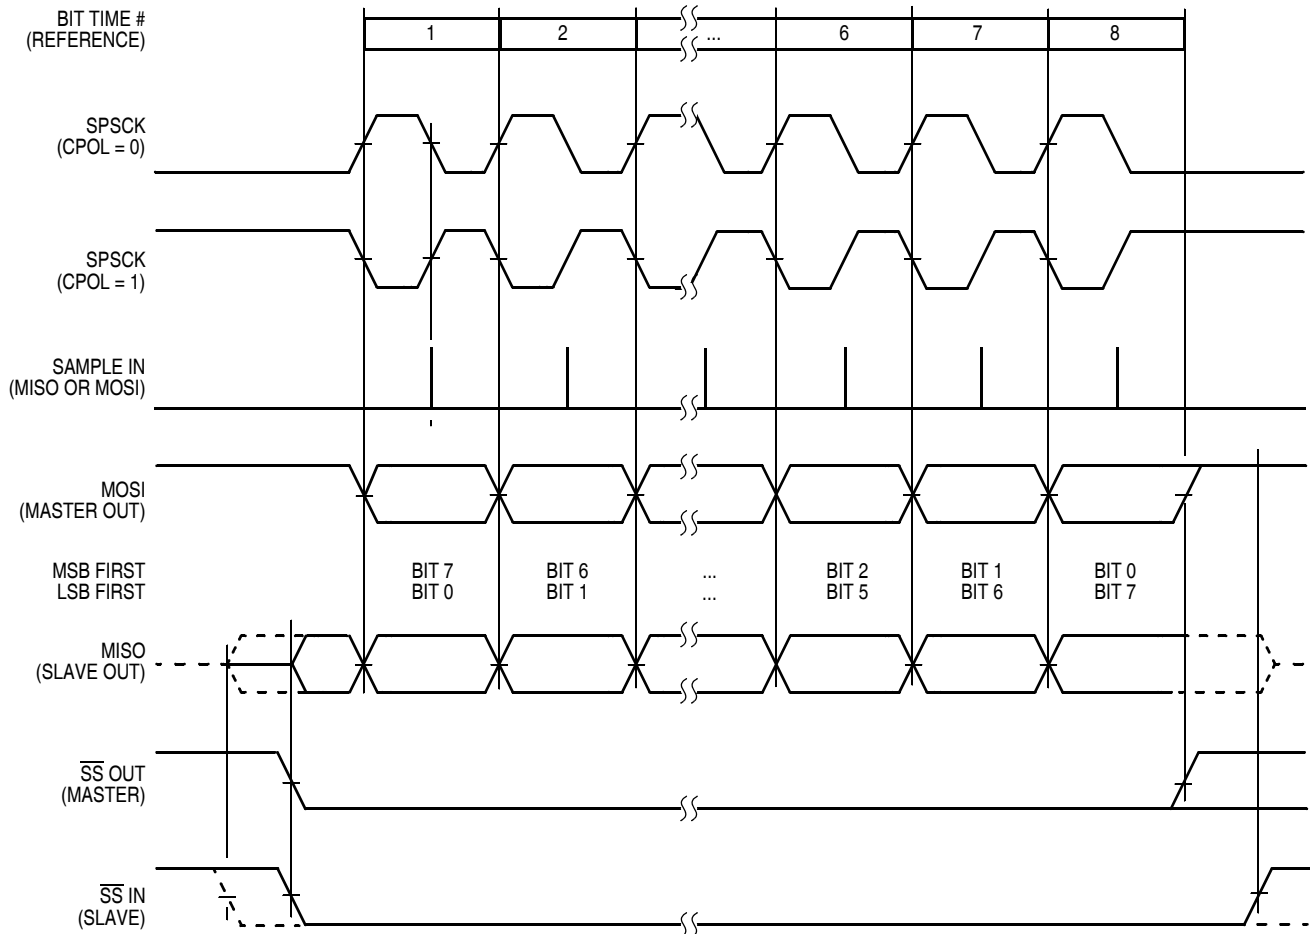 BIT TIME #
(REFERENCE)
1 2 ... 6 7 8
SPSCK
(CPOL = 0)
SPSCK
(CPOL = 1)
SAMPLE IN
(MISO OR MOSI)
MOSI
(MASTER OUT)
MSB FIRST BIT 7 BIT 6 ... BIT 2 BIT 1 BIT 0
LSB FIRST BIT 0 BIT 1 ... BIT 5 BIT 6 BIT 7
MISO
(SLAVE OUT)
S̅S̅ OUT
(MASTER)
S̅S̅ IN
(SLAVE)